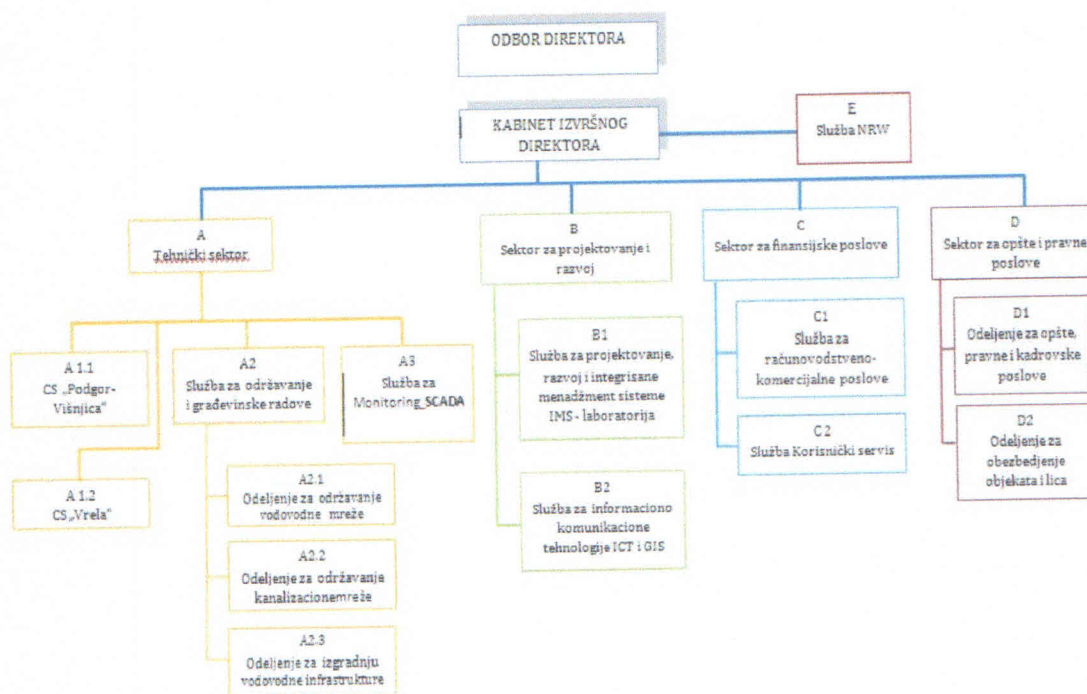 ODBOR DIREKTORA
KABINET IZVRŠNOG
DIREKTORA
E
Služba NRW
A
Tehnički sektor
B
Sektor za projektovanje i
razvoj
C
Sektor za finansijske poslove
D
Sektor za opšte i pravne
poslove
A 1.1
CS „Podgor-
Višnjica“
A 1.2
CS„Vrela“
A2
Služba za održavanje
i građevinske radove
A2.1
Odeljenje za održavanje
vodovodne mreže
A2.2
Odeljenje za održavanje
kanalizacionemreže
A2.3
Odeljenje za izgradnju
vodovodne infrastrukture
A3
Služba za
Monitoring_SCADA
B1
Služba za projektovanje,
razvoj i integrisane
menadžment sisteme
IMS - laboratorija
B2
Služba za informaciono
komunikacione
tehnologije ICT i GIS
C1
Služba za
računovodstveno-
komercijalne poslove
C2
Služba Korisnički servis
D1
Odeljenje za opšte,
pravne i kadrovske
poslove
D2
Odeljenje za
obezbedjenje
objekata i lica